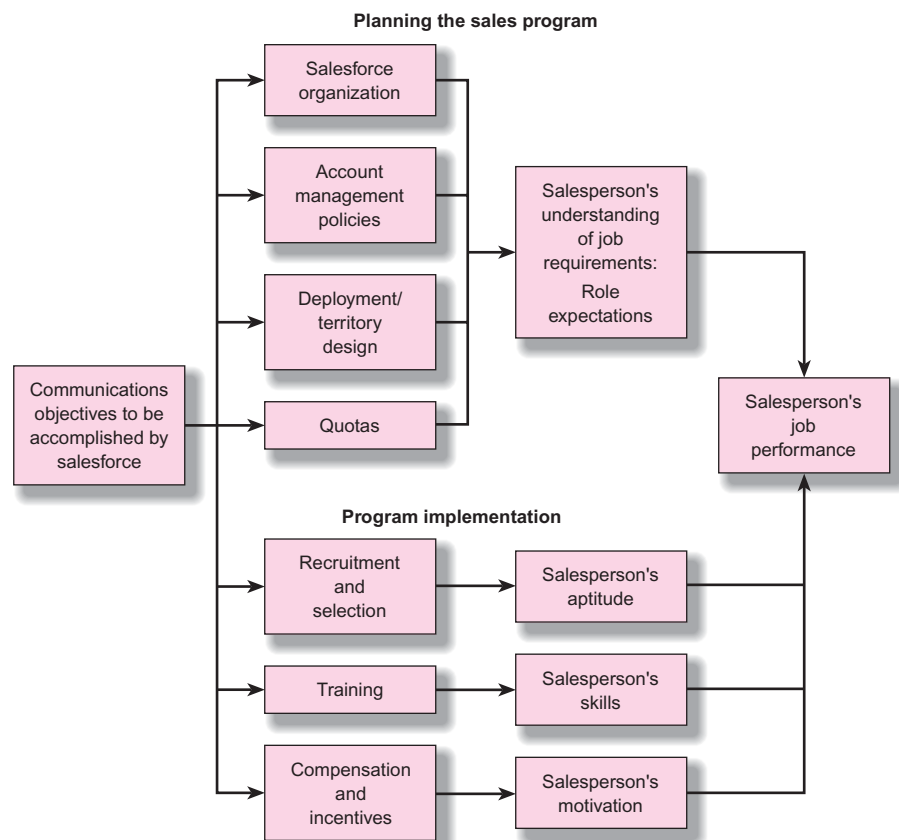 Planning the sales program
Salesforce
organization
Account
management
policies
Deployment/
territory
design
Quotas
Communications
objectives to be
accomplished by
salesforce
Salesperson's
understanding
of job
requirements:
Role
expectations
Salesperson's
job
performance
Program implementation
Recruitment
and
selection
Salesperson's
aptitude
Training
Salesperson's
skills
Compensation
and
incentives
Salesperson's
motivation